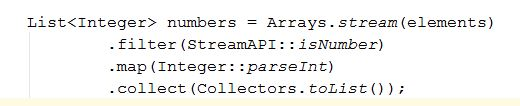 List<Integer> numbers = Arrays.stream(elements)
.filter(StreamAPI::isNumber)
.map(Integer::parseInt)
.collect(Collectors.toList());